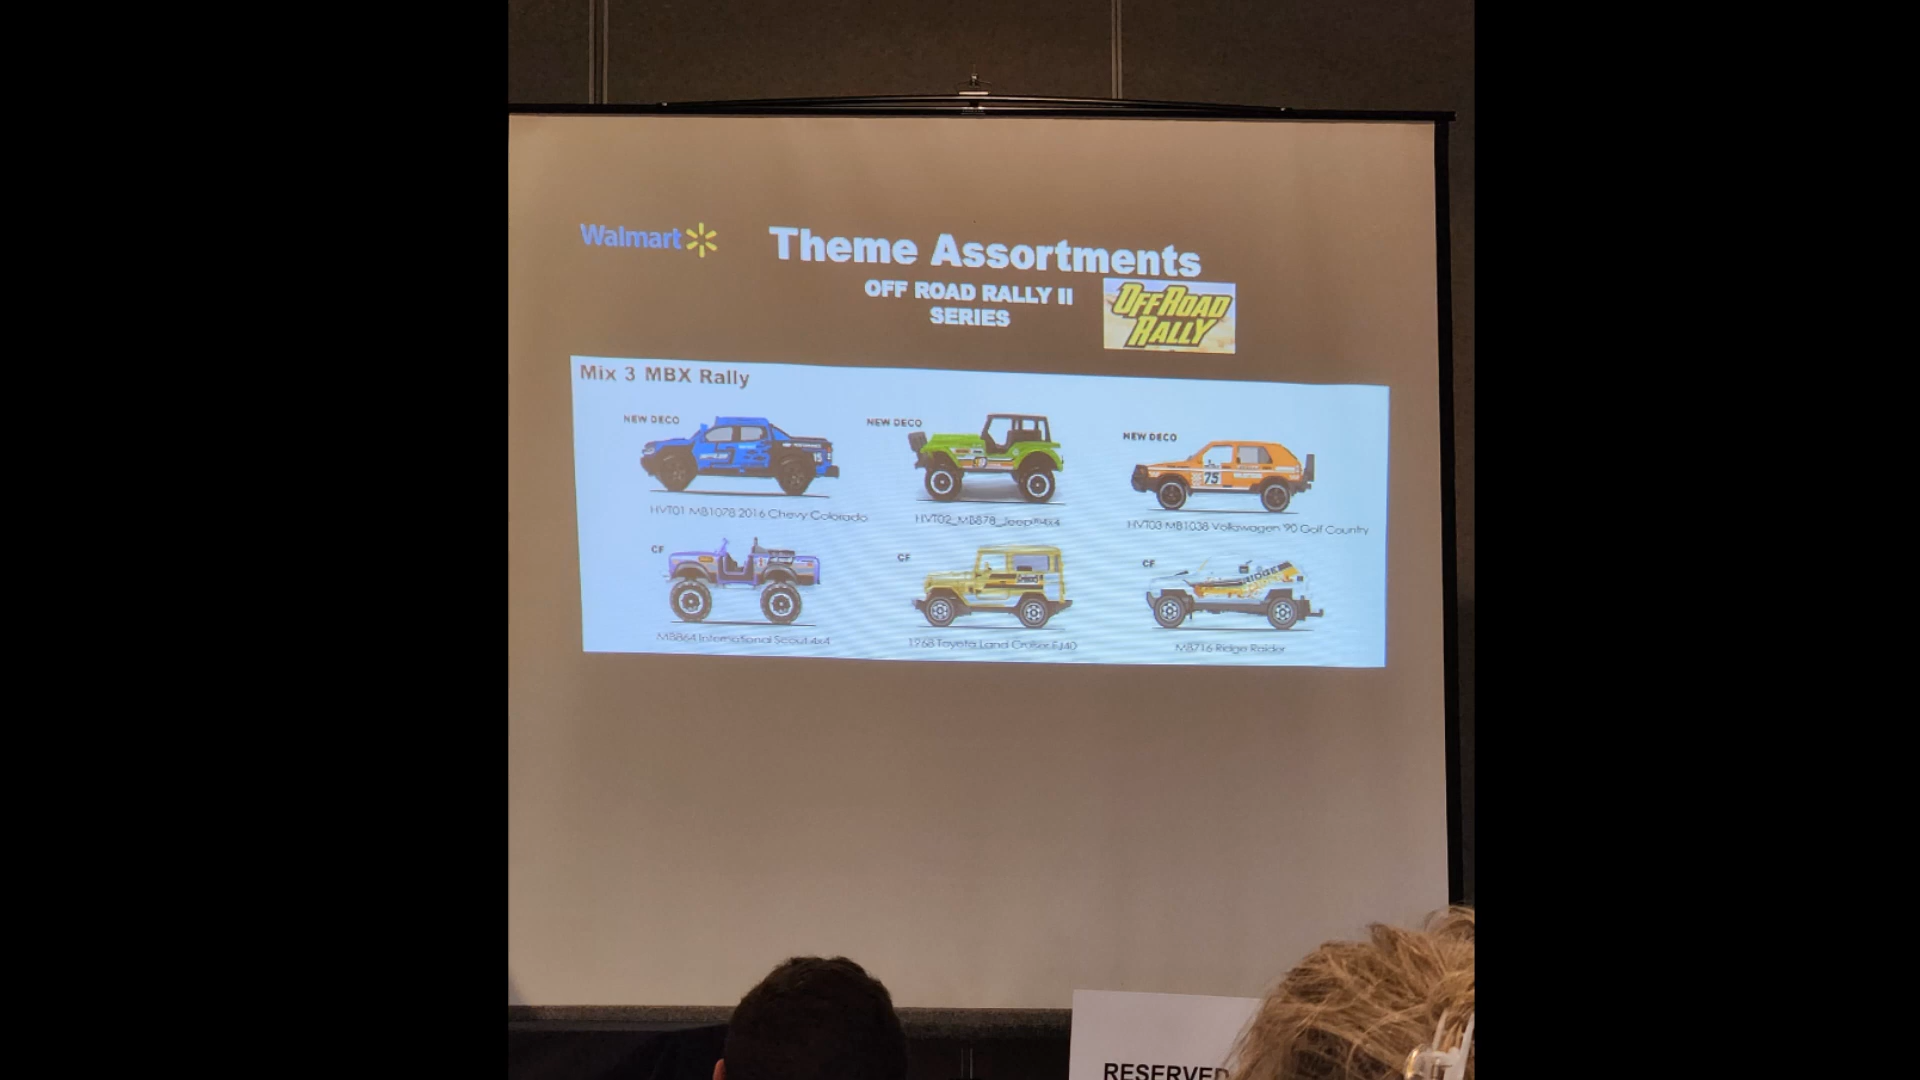 Walmart
Theme Assortments
OFF ROAD RALLY II
SERIES
OFF ROAD
RALLY
Mix 3 MBX Rally
NEW DECO
NEW DECO
NEW DECO
75
HVT01 MB1078 2016 Chevy Colorado
HVT02_MB878_Jeep®4x4
HVT03 MB1038 Volkswagen '90 Golf Country
CF
CF
CF
RIDGE
MB864 International Scout 4x4
1968 Toyota Land Cruiser FJ40
MB716 Ridge Raider
RESERVED